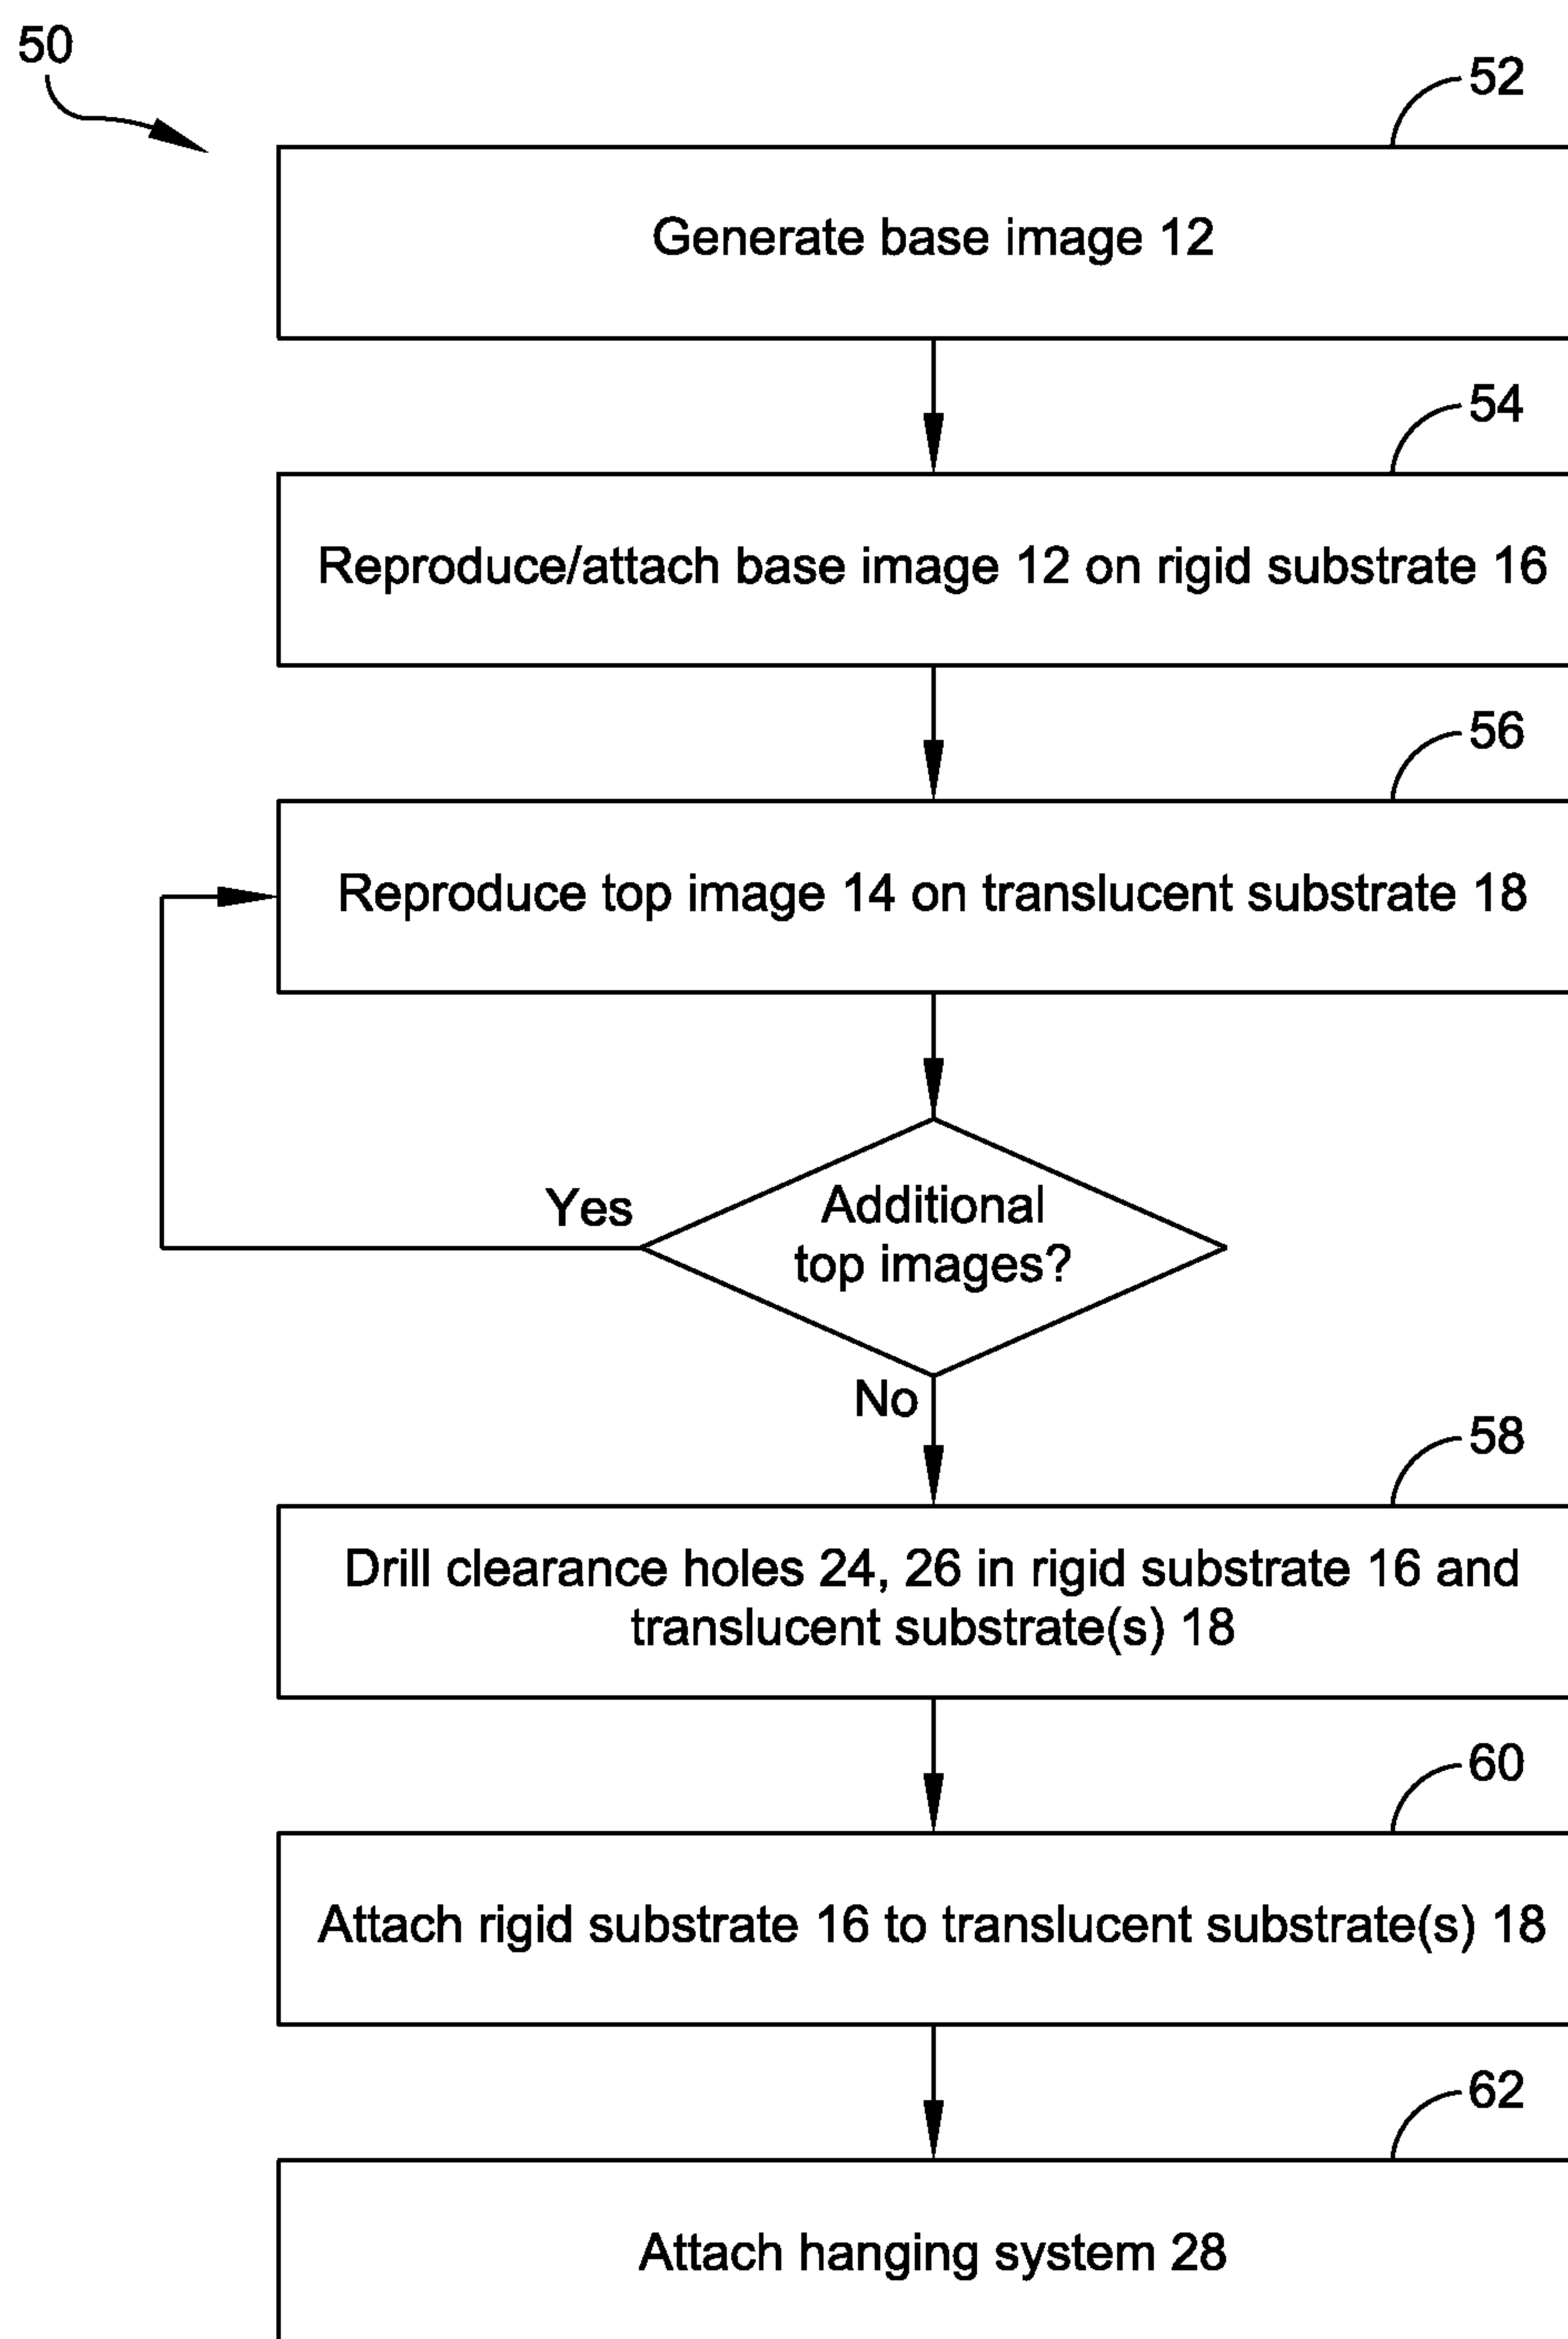 50
52
Generate base image 12
54
Reproduce/attach base image 12 on rigid substrate 16
56
Reproduce top image 14 on translucent substrate 18
Yes
Additional
top images?
No
58
Drill clearance holes 24, 26 in rigid substrate 16 and
translucent substrate(s) 18
60
Attach rigid substrate 16 to translucent substrate(s) 18
62
Attach hanging system 28